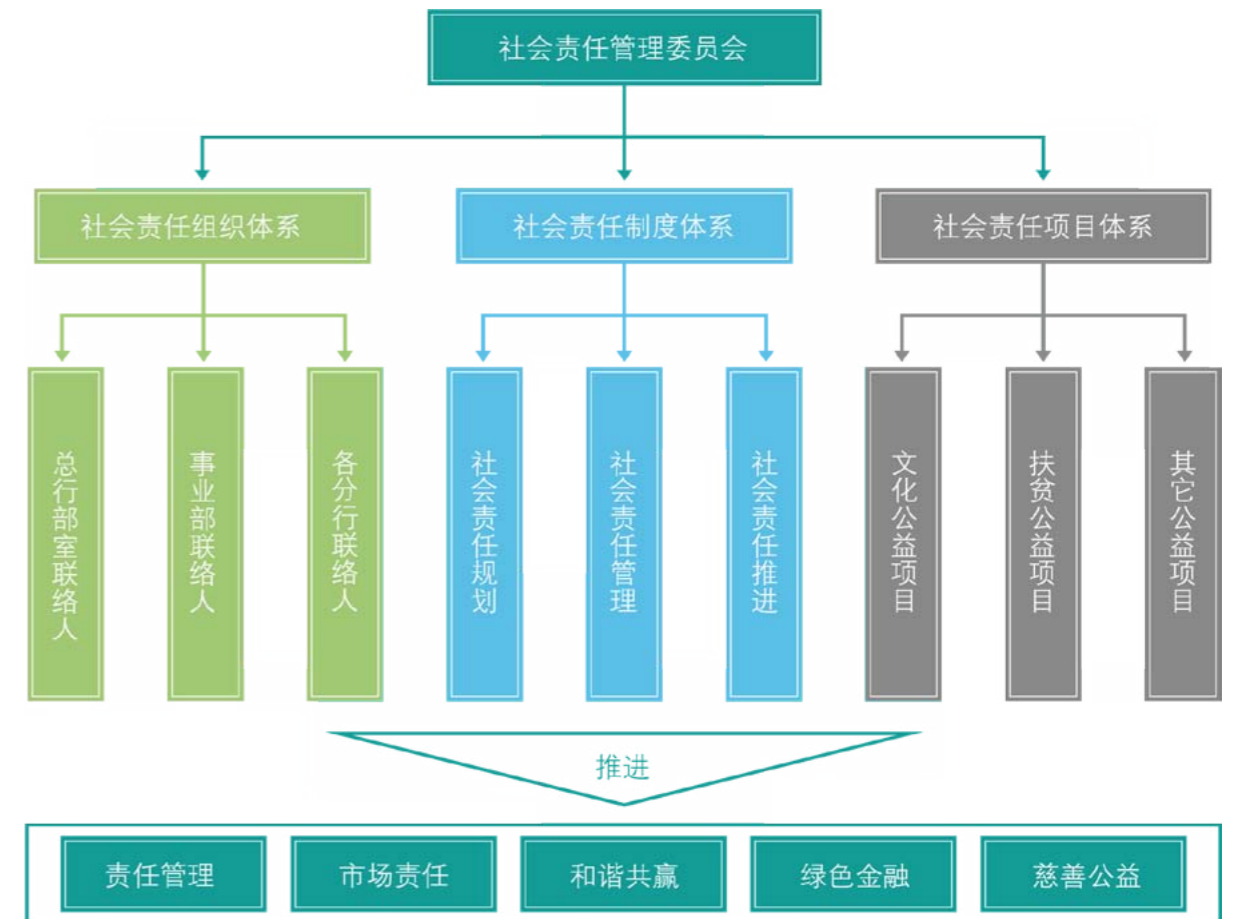 社会责任管理委员会
社会责任组织体系
社会责任制度体系
社会责任项目体系
总行部室联络人
事业部联络人
各分行联络人
社会责任规划
社会责任管理
社会责任推进
文化公益项目
扶贫公益项目
其它公益项目
推进
责任管理
市场责任
和谐共赢
绿色金融
慈善公益